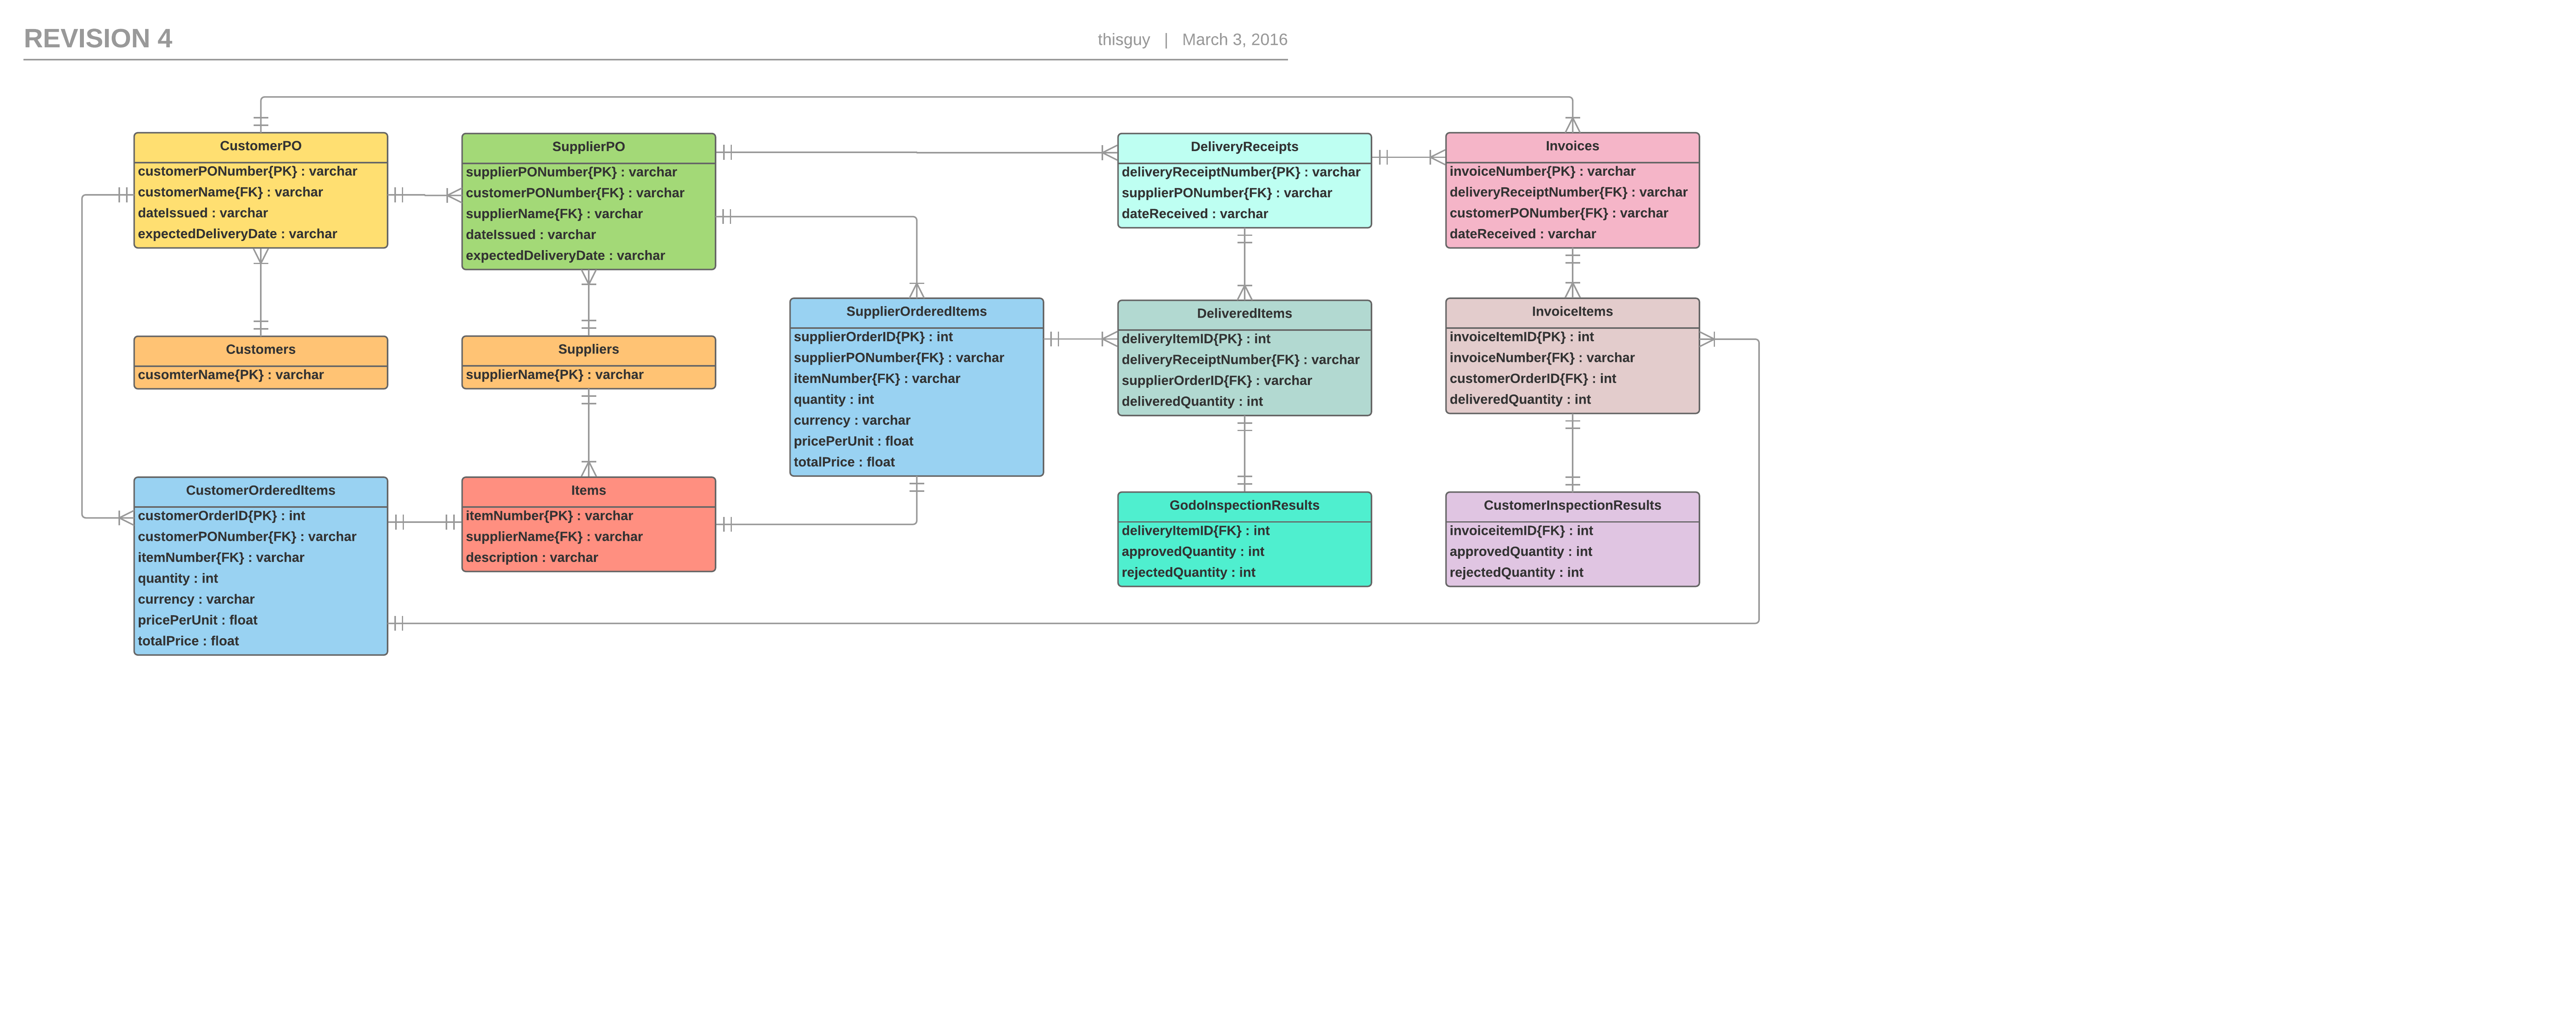 REVISION 4
thisguy | March 3, 2016
CustomerPO
customerPONumber{PK} : varchar
customerName{FK} : varchar
dateIssued : varchar
expectedDeliveryDate : varchar
SupplierPO
supplierPONumber{PK} : varchar
customerPONumber{FK} : varchar
supplierName{FK} : varchar
dateIssued : varchar
expectedDeliveryDate : varchar
DeliveryReceipts
deliveryReceiptNumber{PK} : varchar
supplierPONumber{FK} : varchar
dateReceived : varchar
Invoices
invoiceNumber{PK} : varchar
deliveryReceiptNumber{FK} : varchar
customerPONumber{FK} : varchar
dateReceived : varchar
Customers
cusomterName{PK} : varchar
Suppliers
supplierName{PK} : varchar
SupplierOrderedItems
supplierOrderID{PK} : int
supplierPONumber{FK} : varchar
itemNumber{FK} : varchar
quantity : int
currency : varchar
pricePerUnit : float
totalPrice : float
DeliveredItems
deliveryItemID{PK} : int
deliveryReceiptNumber{FK} : varchar
supplierOrderID{FK} : varchar
deliveredQuantity : int
InvoiceItems
invoiceItemID{PK} : int
invoiceNumber{FK} : varchar
customerOrderID{FK} : int
deliveredQuantity : int
CustomerOrderedItems
customerOrderID{PK} : int
customerPONumber{FK} : varchar
itemNumber{FK} : varchar
quantity : int
currency : varchar
pricePerUnit : float
totalPrice : float
Items
itemNumber{PK} : varchar
supplierName{FK} : varchar
description : varchar
GodoInspectionResults
deliveryItemID{FK} : int
approvedQuantity : int
rejectedQuantity : int
CustomerInspectionResults
invoiceitemID{FK} : int
approvedQuantity : int
rejectedQuantity : int